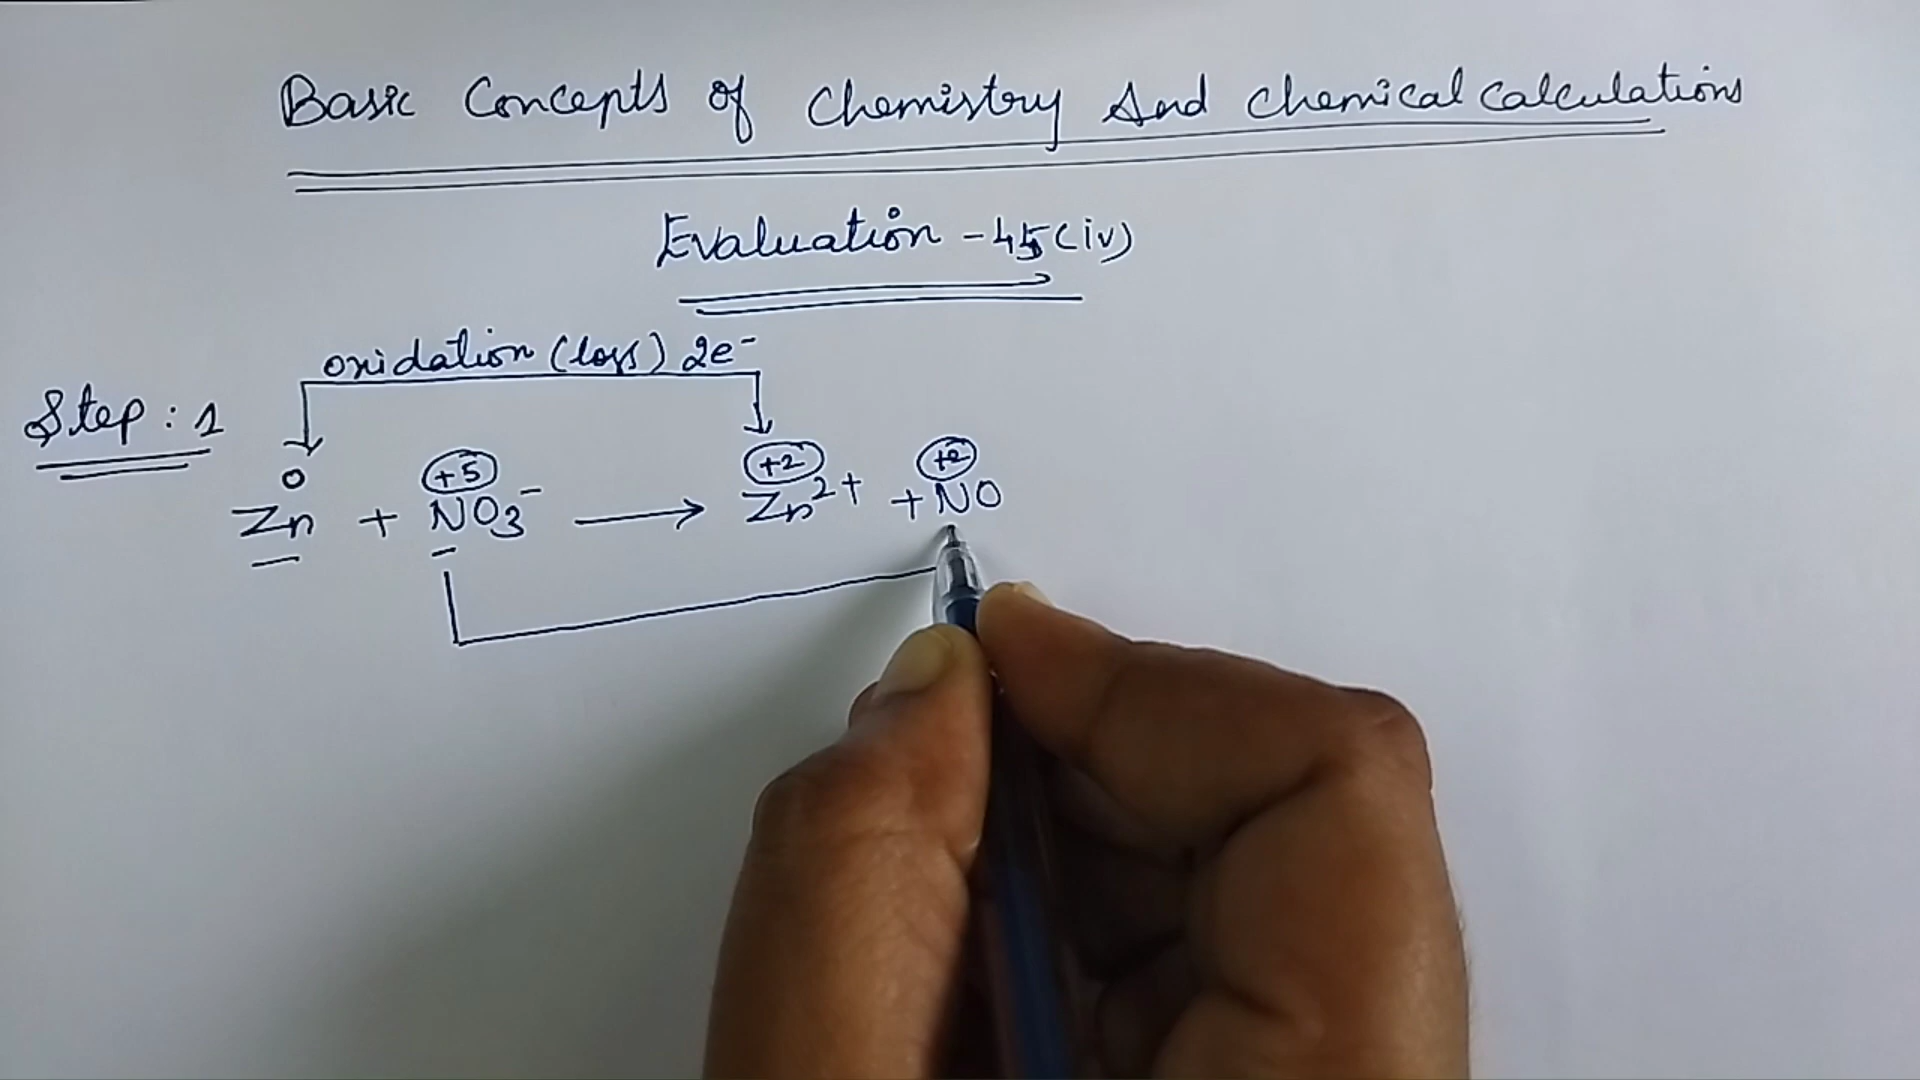 Basic Concepts of Chemistry And Chemical Calculations
Evaluation - 45 (iv)
oxidation (loss) 2e⁻
Step : 1
0 +5 +2 +2
Zn + NO₃⁻ ⟶ Zn²⁺ + NO